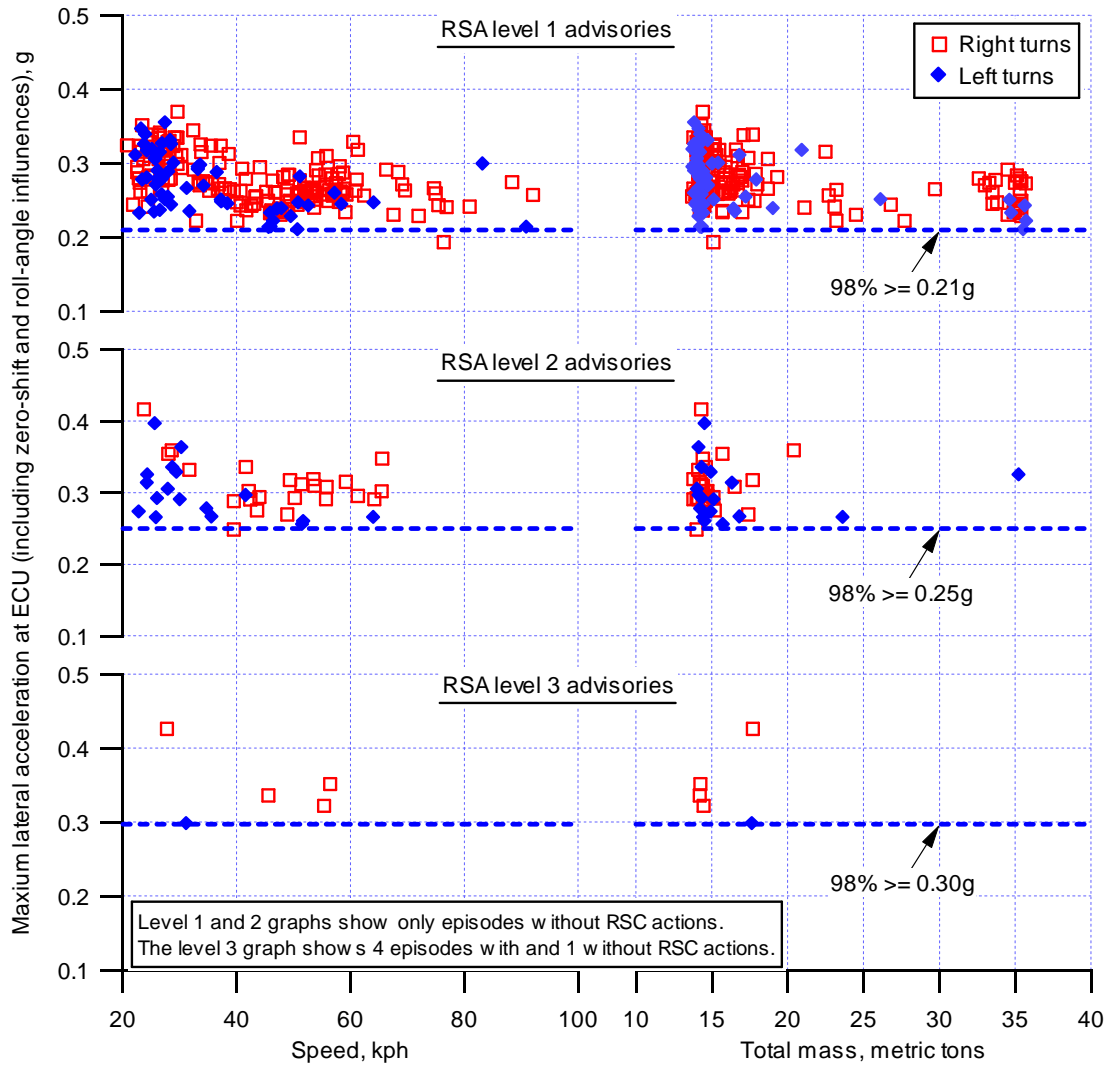 Maxium lateral acceleration at ECU (including zero-shift and roll-angle influnences), g
0.5
0.4
0.3
0.2
0.1
RSA level 1 advisories
Right turns
Left turns
98% >= 0.21g
0.5
0.4
0.3
0.2
0.1
RSA level 2 advisories
98% >= 0.25g
0.5
0.4
0.3
0.2
0.1
RSA level 3 advisories
98% >= 0.30g
Level 1 and 2 graphs show only episodes without RSC actions.
The level 3 graph shows 4 episodes with and 1 without RSC actions.
20 40 60 80 100 10 15 20 25 30 35 40
Speed, kph Total mass, metric tons